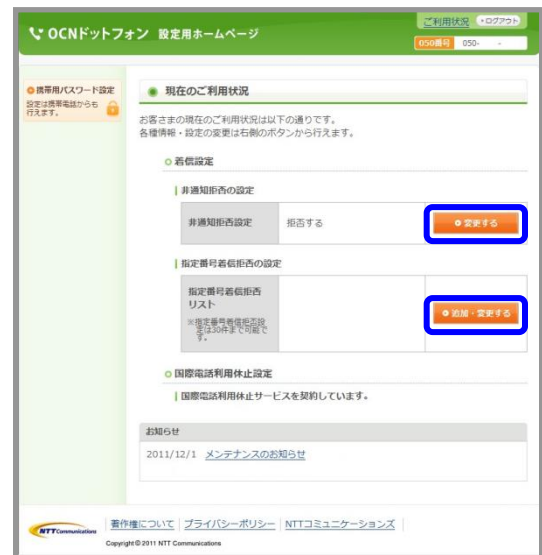 OCNドットフォン 設定用ホームページ
ご利用状況 ログアウト
050番号 050- -
携帯用パスワード設定
設定は携帯電話からも
行えます。
現在のご利用状況
お客さまの現在のご利用状況は以下の通りです。
各種情報・設定の変更は右側のボタンから行えます。
着信設定
非通知拒否の設定
非通知拒否設定 拒否する 変更する
指定番号着信拒否の設定
指定番号着信拒否
リスト
※指定番号着信拒否設
定は30件まで可能で
す。
追加・変更する
国際電話利用休止設定
国際電話利用休止サービスを契約しています。
お知らせ
2011/12/1 メンテナンスのお知らせ
NTT Communications
著作権について プライバシーポリシー NTTコミュニケーションズ
Copyright © 2011 NTT Communications